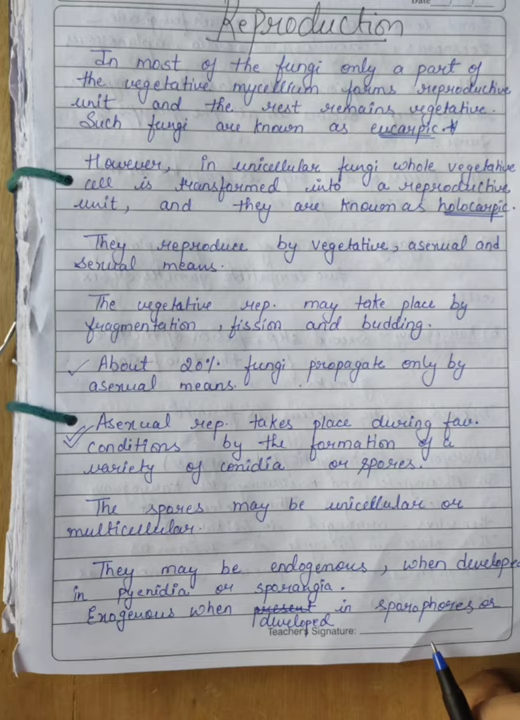 Date
Reproduction
In most of the fungi only a part of
the vegetative mycellium forms reproductive
unit and the rest remains vegetative.
Such fungi are known as eucarpic
However, in unicellular fungi whole vegetative
cell is transformed into a reproductive
unit, and they are known as holocarpic.
They reproduce by vegetative, asexual and
sexual means.
The vegetative rep. may take place by
fragmentation, fission and budding.
About 20% fungi propagate only by
asexual means.
Asexual rep. takes place during fav.
conditions by the formation of a
variety of conidia or spores.
The spores may be unicellular or
multicellular.
They may be endogenous, when developed
in pycnidia or sporangia.
Exogenous when present in sporophores or
developed
Teacher's Signature: